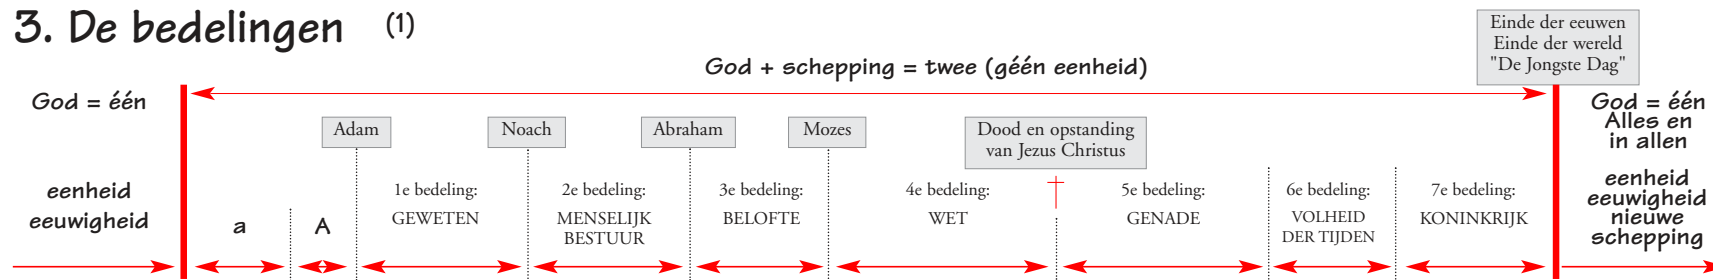 3. De bedelingen (1)
Einde der eeuwen
Einde der wereld
"De Jongste Dag"
God + schepping = twee (géén eenheid)
God = één
God = één
Alles en
in allen
Adam
Noach
Abraham
Mozes
Dood en opstanding
van Jezus Christus
eenheid
eeuwigheid
a
A
1e bedeling:
GEWETEN
2e bedeling:
MENSELIJK
BESTUUR
3e bedeling:
BELOFTE
4e bedeling:
WET
5e bedeling:
GENADE
6e bedeling:
VOLHEID
DER TIJDEN
7e bedeling:
KONINKRIJK
eenheid
eeuwigheid
nieuwe
schepping